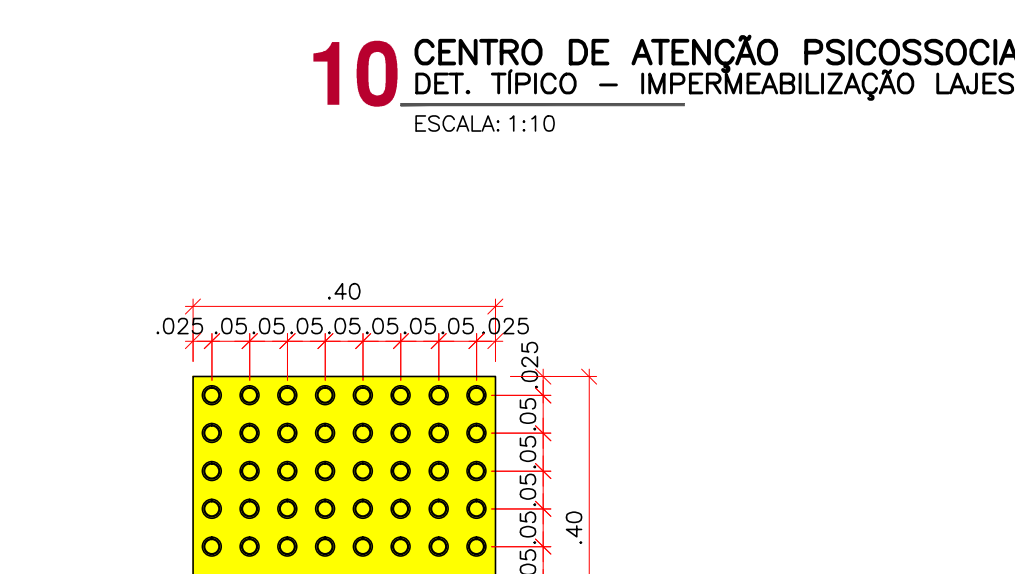 10
CENTRO DE ATENÇÃO PSICOSSOCIA
DET. TÍPICO – IMPERMEABILIZAÇÃO LAJES
ESCALA: 1:10
.40
.025 .05 .05 .05 .05 .05 .05 .05 .025
.025
.05
.05
.05
.05
.05
.40